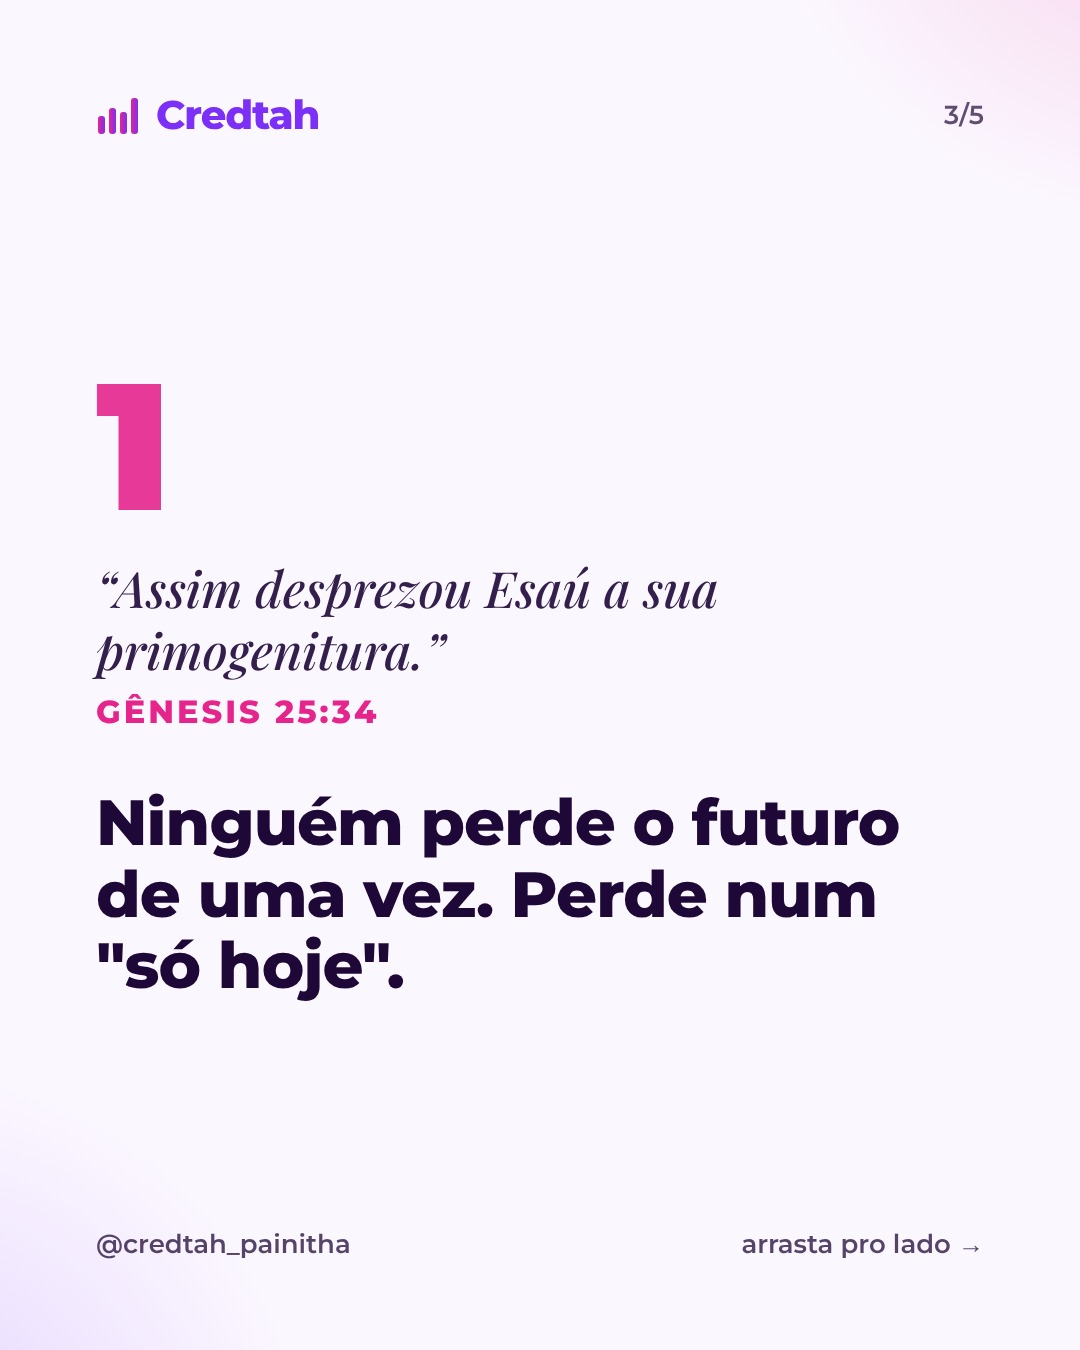 Credtah
3/5
1
“Assim desprezou Esaú a sua
primogenitura.”
GÊNESIS 25:34
Ninguém perde o futuro
de uma vez. Perde num
"só hoje".
@credtah_painitha
arrasta pro lado →